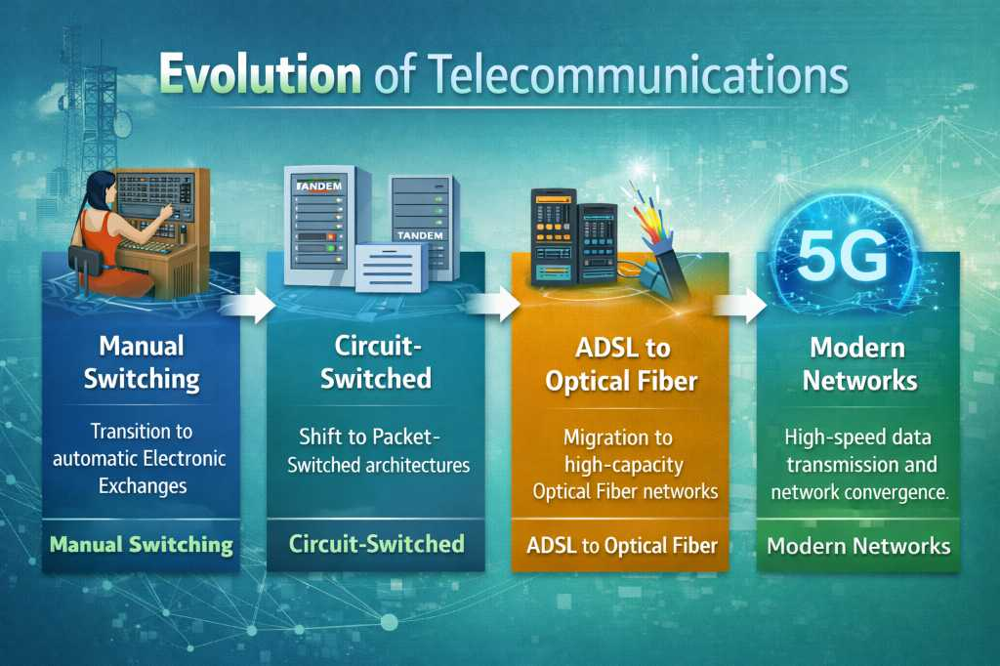 Evolution of Telecommunications
TANDEM
TANDEM
5G
Manual
Switching
Transition to
automatic Electronic
Exchanges
Manual Switching
Circuit-
Switched
Shift to Packet-
Switched architectures
Circuit-Switched
ADSL to
Optical Fiber
Migration to
high-capacity
Optical Fiber networks
ADSL to Optical Fiber
Modern
Networks
High-speed data
transmission and
network convergence.
Modern Networks